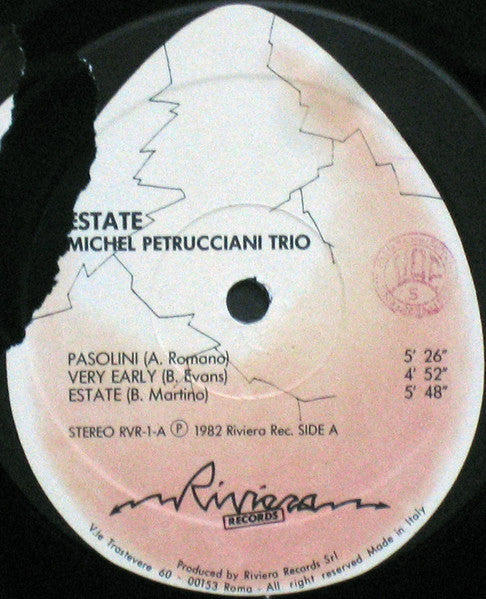 ESTATE
MICHEL PETRUCCIANI TRIO
PASOLINI (A. Romano) 5' 26"
VERY EARLY (B. Evans) 4' 52"
ESTATE (B. Martino) 5' 48"
STEREO RVR-1-A Ⓟ 1982 Riviera Rec. SIDE A
Riviera
RECORDS
Produced by Riviera Records Srl
V.le Trastevere 60 - 00153 Roma - All right reserved Made in Italy
S